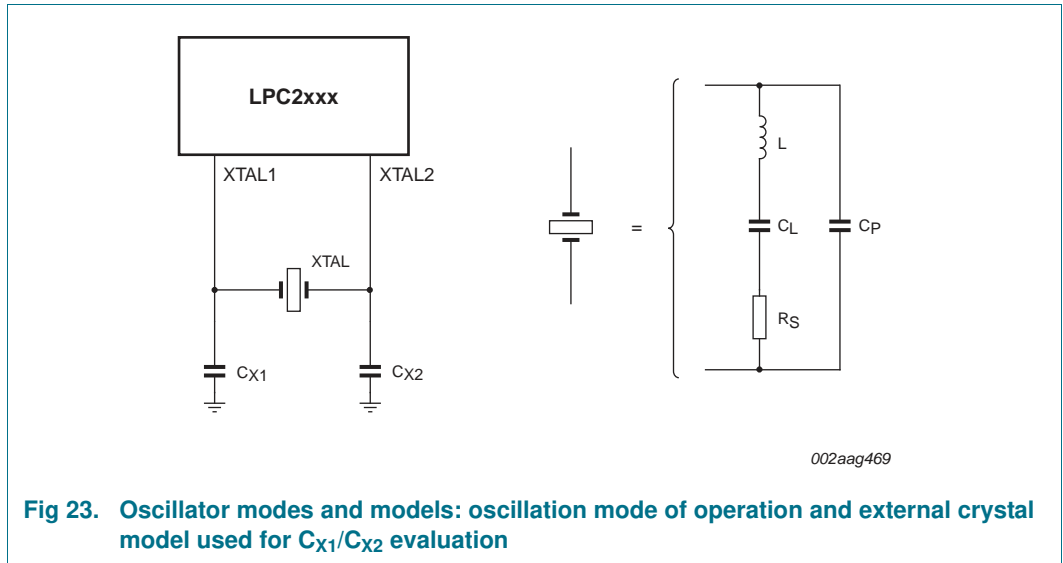 LPC2xxx
XTAL1
XTAL2
XTAL
CX1
CX2
=
L
CL
CP
RS
002aag469
Fig 23. Oscillator modes and models: oscillation mode of operation and external crystal
model used for CX1/CX2 evaluation